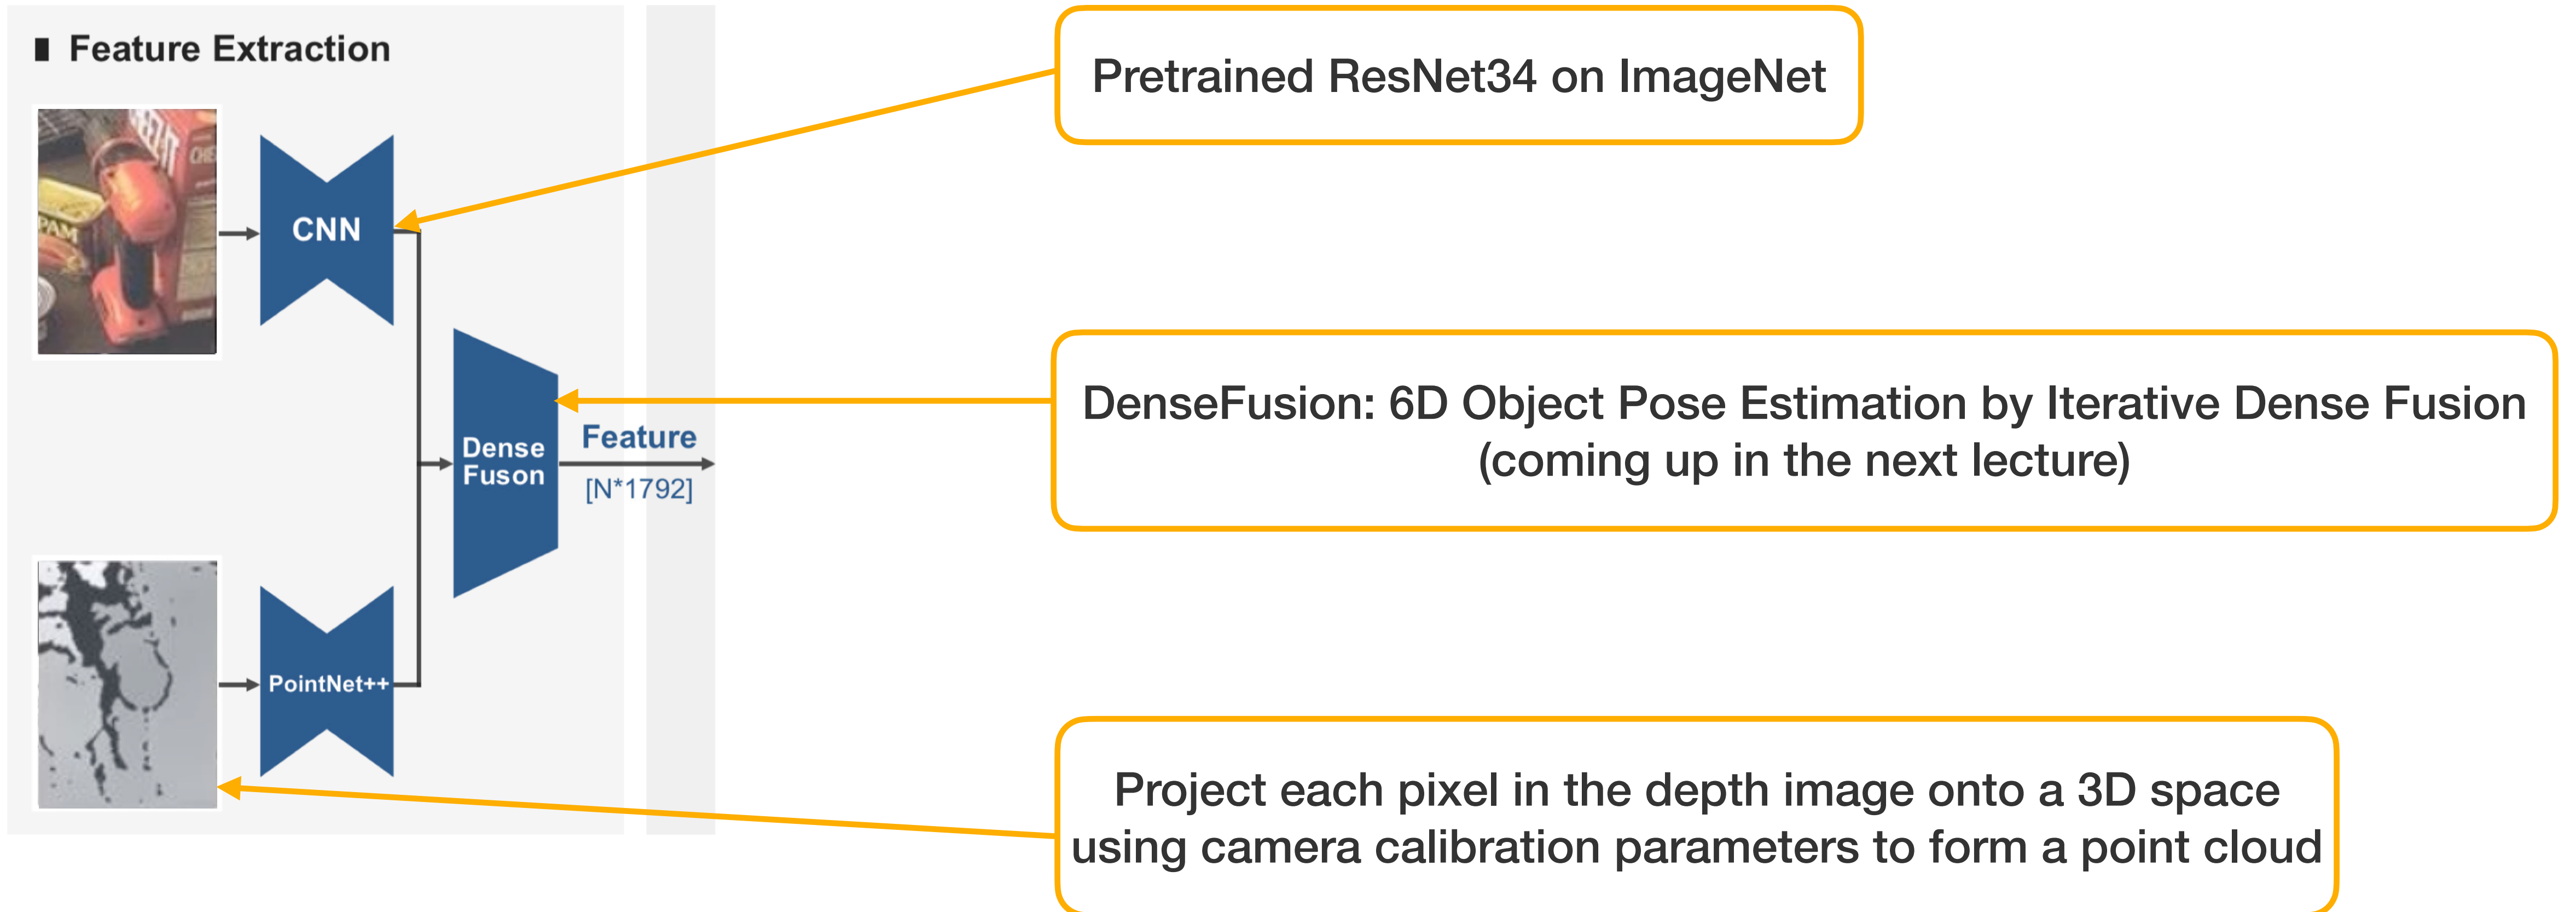 Feature Extraction
Pretrained ResNet34 on ImageNet
CNN
PAM
DenseFusion: 6D Object Pose Estimation by Iterative Dense Fusion
(coming up in the next lecture)
Dense
Fuson
Feature
[N*1792]
PointNet++
Project each pixel in the depth image onto a 3D space
using camera calibration parameters to form a point cloud